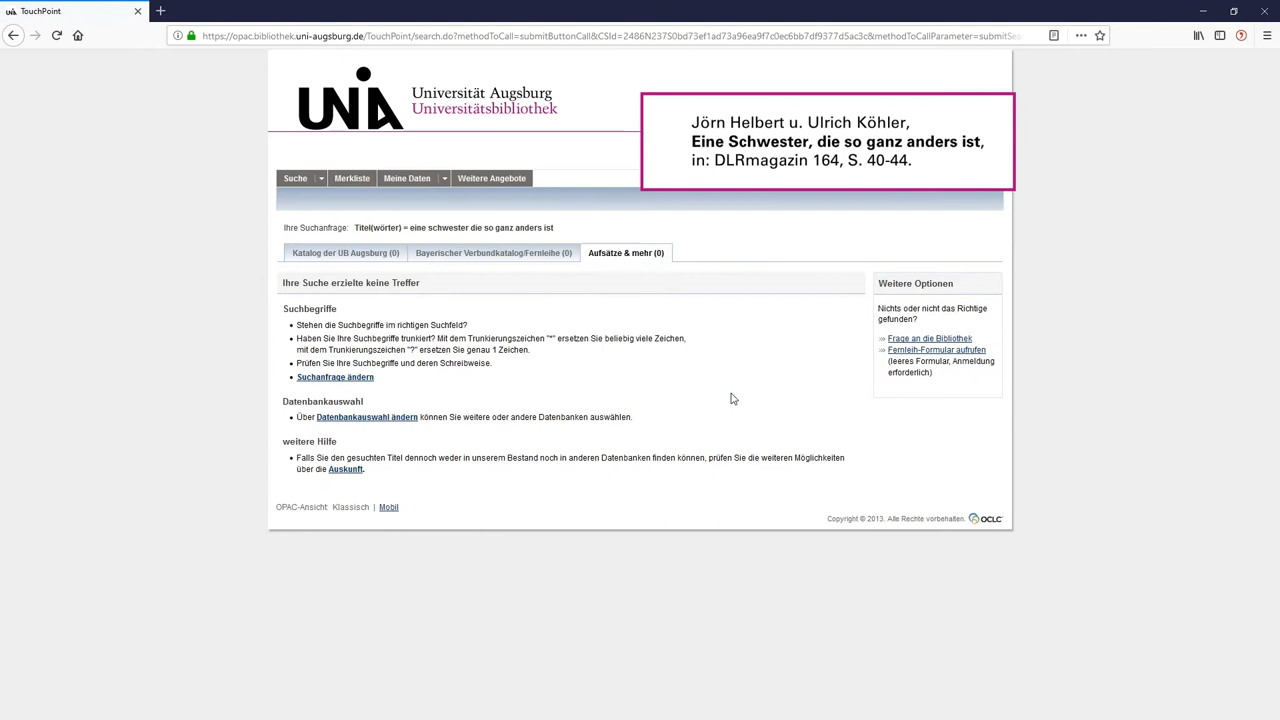 TouchPoint
https://opac.bibliothek.uni-augsburg.de/TouchPoint/search.do?methodToCall=submitButtonCall&CSId=2486N237S0bd73ef1ad73a96ea9f7c0ec6bb7df9377d5ac3c&methodToCallParameter=submitSea
UNIA
Universität Augsburg
Universitätsbibliothek
Jörn Helbert u. Ulrich Köhler,
Eine Schwester, die so ganz anders ist,
in: DLRmagazin 164, S. 40-44.
Suche Merkliste Meine Daten Weitere Angebote
Ihre Suchanfrage: Titel(wörter) = eine schwester die so ganz anders ist
Katalog der UB Augsburg (0) Bayerischer Verbundkatalog/Fernleihe (0) Aufsätze & mehr (0)
Ihre Suche erzielte keine Treffer
Suchbegriffe
• Stehen die Suchbegriffe im richtigen Suchfeld?
• Haben Sie Ihre Suchbegriffe trunkiert? Mit dem Trunkierungszeichen "*" ersetzen Sie beliebig viele Zeichen,
mit dem Trunkierungszeichen "?" ersetzen Sie genau 1 Zeichen.
• Prüfen Sie Ihre Suchbegriffe und deren Schreibweise.
• Suchanfrage ändern
Datenbankauswahl
• Über Datenbankauswahl ändern können Sie weitere oder andere Datenbanken auswählen.
weitere Hilfe
• Falls Sie den gesuchten Titel dennoch weder in unserem Bestand noch in anderen Datenbanken finden können, prüfen Sie die weiteren Möglichkeiten
über die Auskunft.
Weitere Optionen
Nichts oder nicht das Richtige
gefunden?
Frage an die Bibliothek
Fernleih-Formular aufrufen
(leeres Formular, Anmeldung
erforderlich)
OPAC-Ansicht: Klassisch | Mobil
Copyright © 2013. Alle Rechte vorbehalten. OCLC